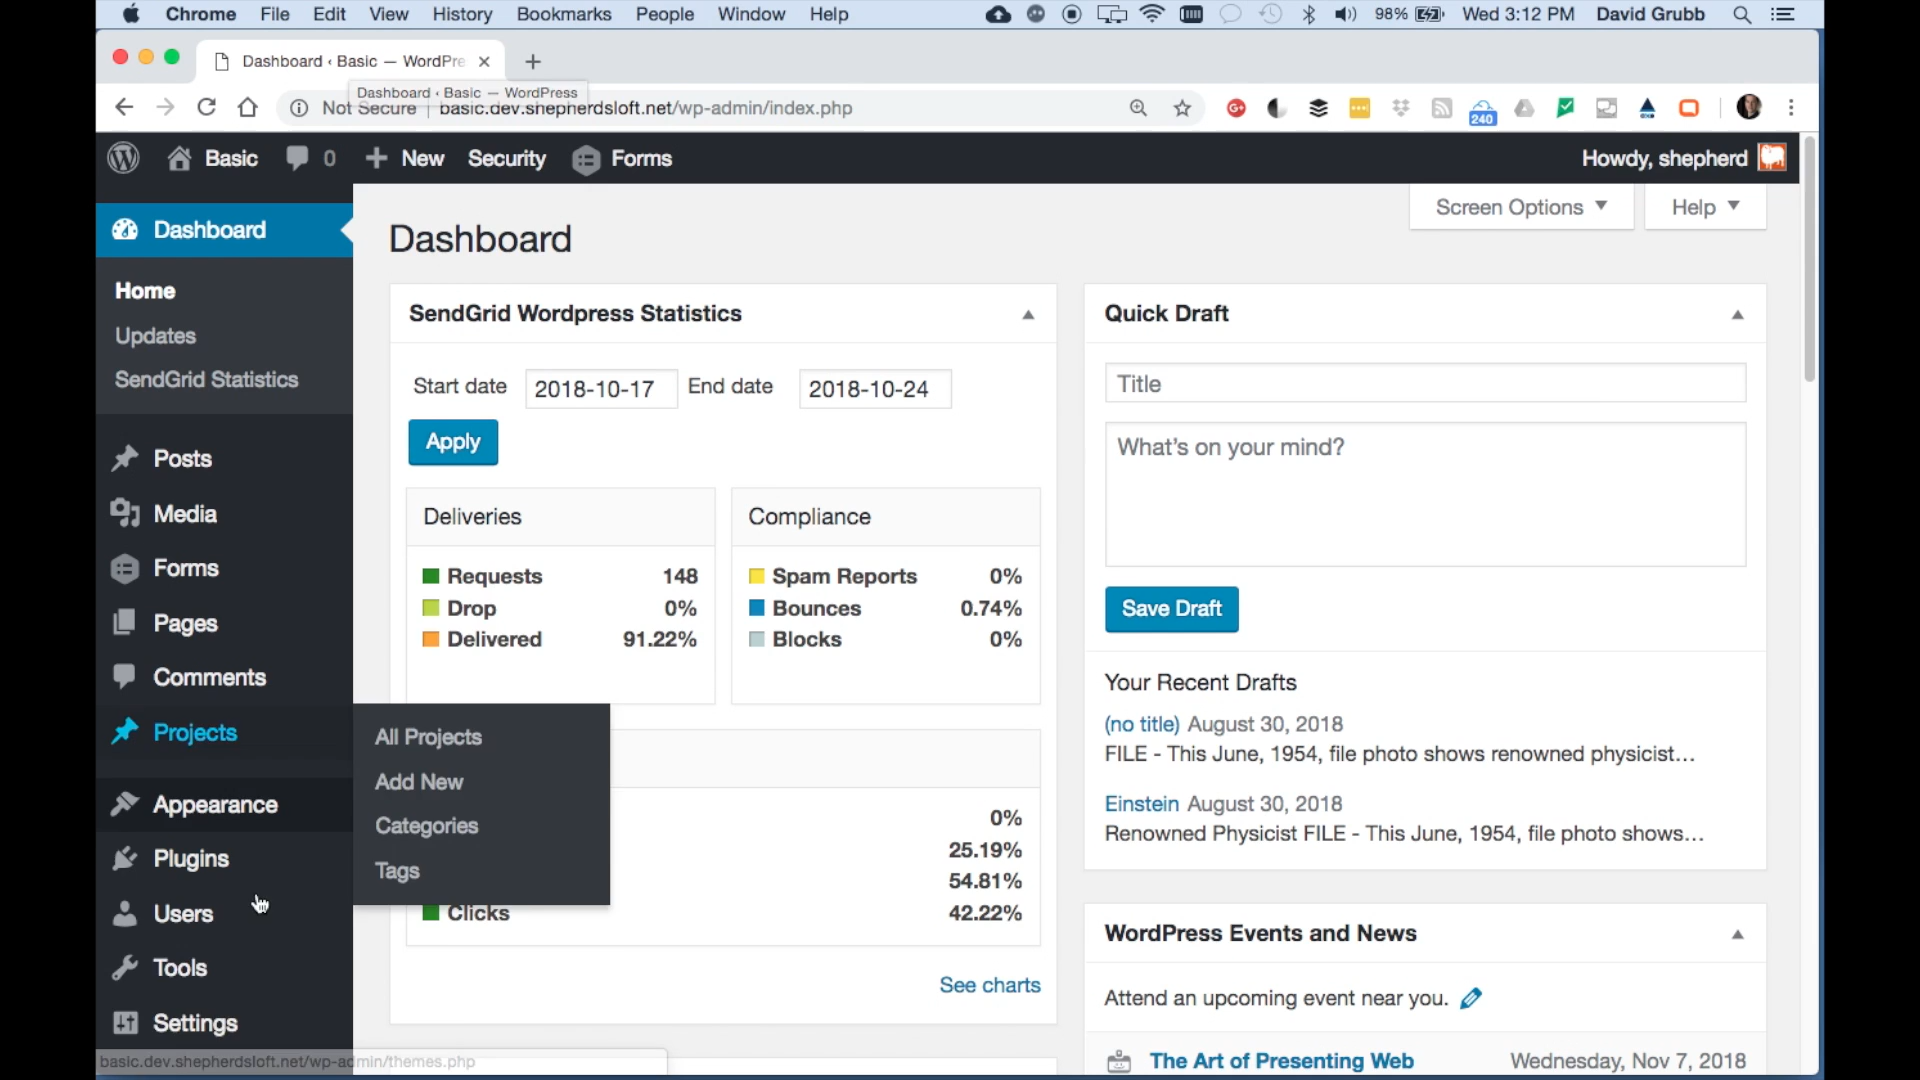 Chrome File Edit View History Bookmarks People Window Help 98% Wed 3:12 PM David Grubb
Dashboard ‹ Basic — WordPre
Dashboard ‹ Basic — WordPress
Not Secure | basic.dev.shepherdsloft.net/wp-admin/index.php
240
Basic 0 New Security Forms Howdy, shepherd
Screen Options Help
Dashboard
Home
Updates
SendGrid Statistics
Posts
Media
Forms
Pages
Comments
Projects
Appearance
Plugins
Users
Tools
Settings
All Projects
Add New
Categories
Tags
Dashboard
SendGrid Wordpress Statistics
Start date 2018-10-17 End date 2018-10-24
Apply
Deliveries
Requests 148
Drop 0%
Delivered 91.22%
Compliance
Spam Reports 0%
Bounces 0.74%
Blocks 0%
0%
25.19%
54.81%
Clicks 42.22%
See charts
Quick Draft
Title
What's on your mind?
Save Draft
Your Recent Drafts
(no title) August 30, 2018
FILE - This June, 1954, file photo shows renowned physicist…
Einstein August 30, 2018
Renowned Physicist FILE - This June, 1954, file photo shows…
WordPress Events and News
Attend an upcoming event near you.
The Art of Presenting Web Wednesday, Nov 7, 2018
basic.dev.shepherdsloft.net/wp-admin/themes.php